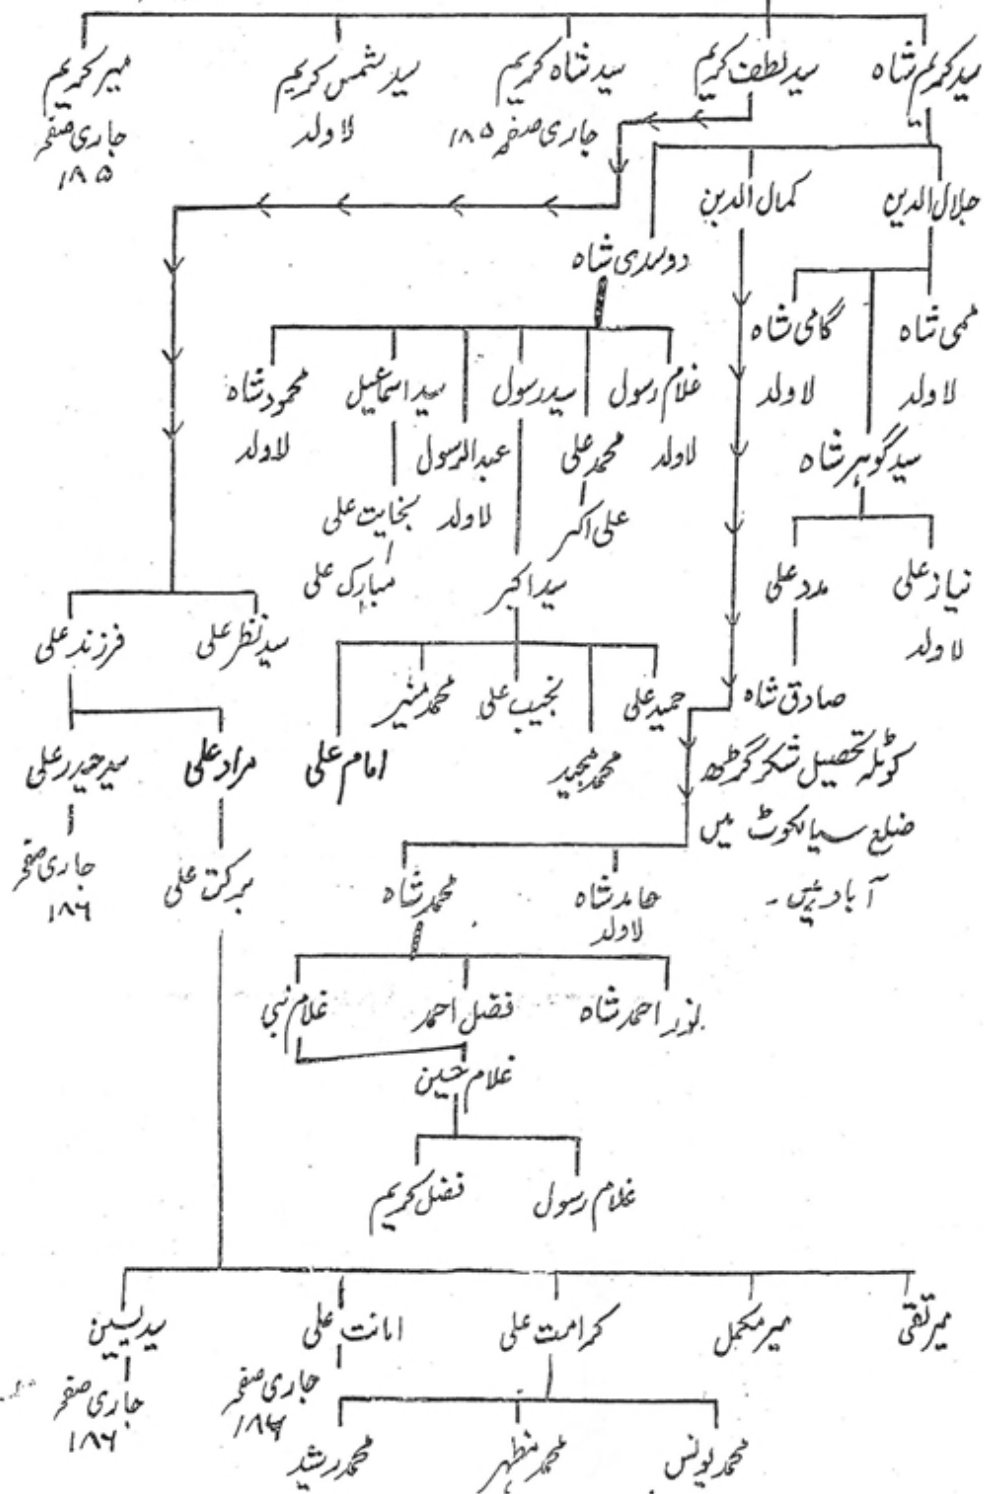 سید کریم شاہ
سید لطف کریم
سید شاہ کریم
جاری صفحہ ۱۸۵
سید شمس کریم
لاولد
میر کریم
جاری صفحہ
۱۸۵
جلال الدین
کمال الدین
دوندی شاہ
شاہ
لاولد
گامی شاہ
لاولد
سید گوہر شاہ
نیاز علی
لاولد
مدد علی
صادق شاہ
کوٹلہ تحصیل شکر گڑھ
ضلع سیالکوٹ میں
آباد ہیں۔
غلام رسول
لاولد
محمد علی
علی اکبر
سید رسول
سید اکبر
عبدالرسول
لاولد
سید اسماعیل
نجابت علی
مبارک علی
محمود شاہ
لاولد
حمید علی
محمد مجید
نجیب علی
محمد منیر
امام علی
سید نظر علی
فرزند علی
مراد علی
برکت علی
سید حیدر علی
جاری صفحہ
۱۸۶
حامد شاہ
لاولد
محمد شاہ
نور احمد شاہ
فضل احمد
غلام نبی
غلام حسین
غلام رسول
فضل کریم
میر تقی
میر مکمل
کرامت علی
امانت علی
جاری صفحہ
سید یسین
جاری صفحہ
۱۸۶
محمد یونس
محمد مظہر
محمد رشید